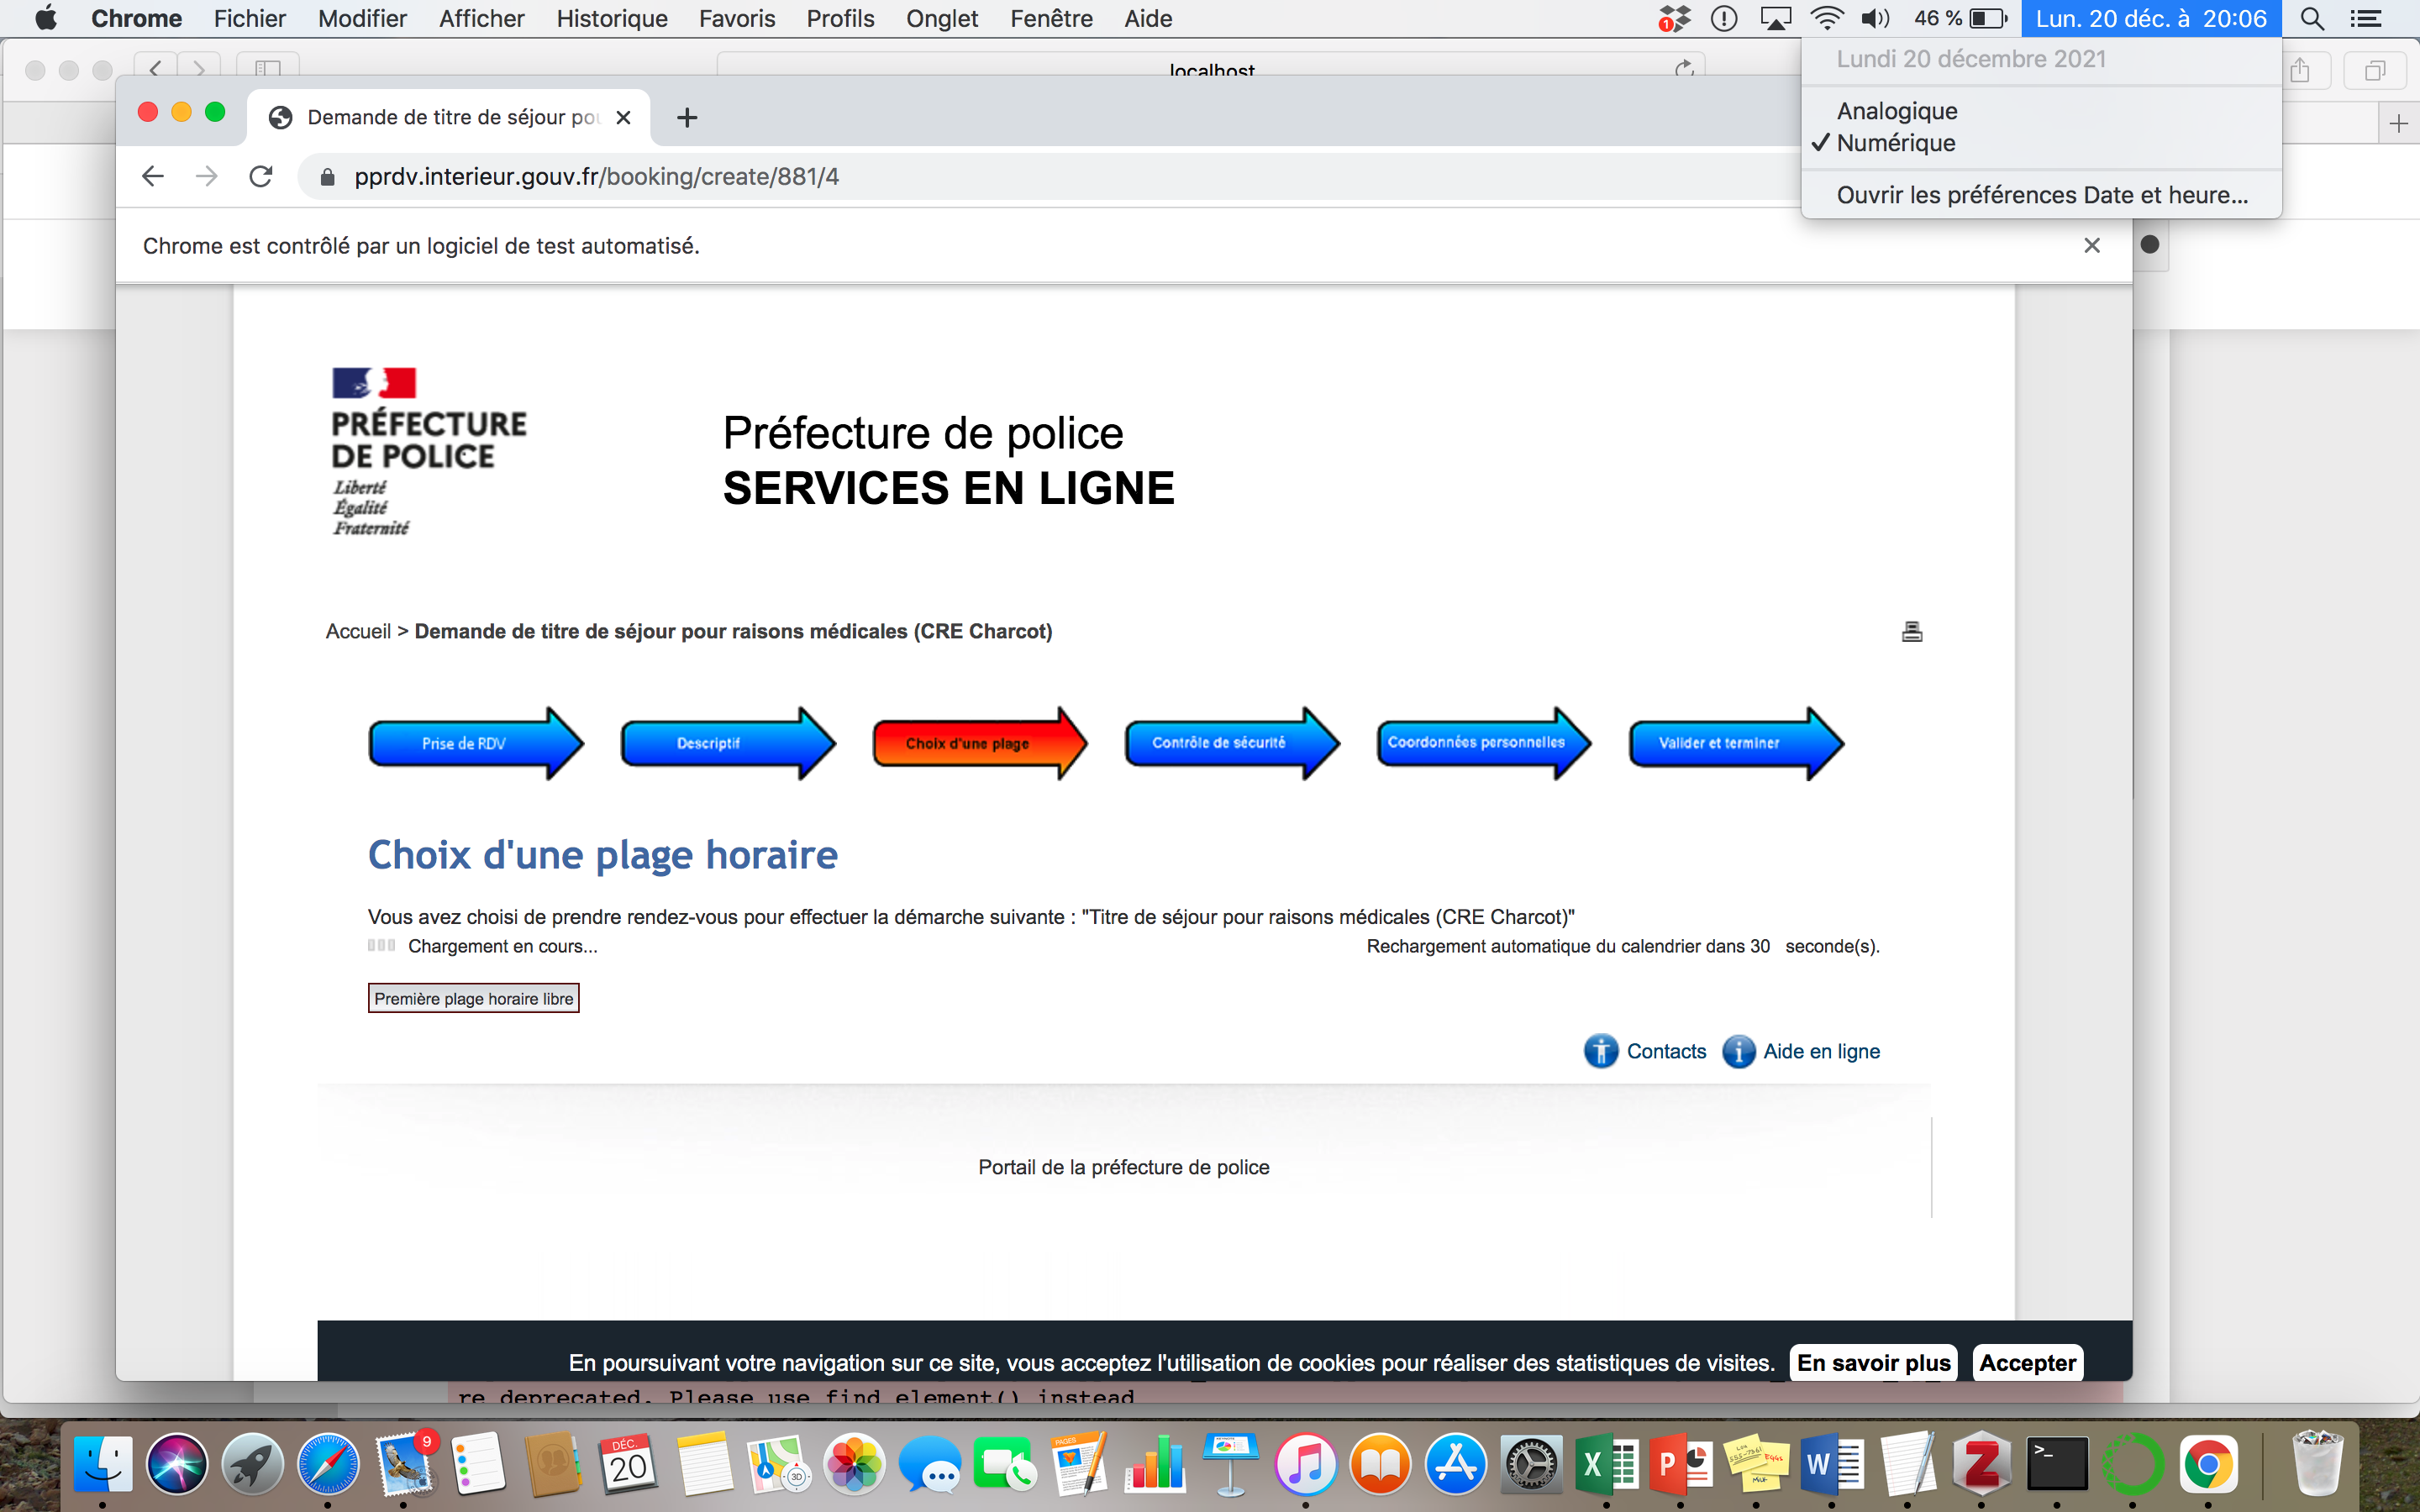 Chrome Fichier Modifier Afficher Historique Favoris Profils Onglet Fenêtre Aide 1 46 % Lun. 20 déc. à 20:06
localhost
Lundi 20 décembre 2021
Analogique
✓ Numérique
Ouvrir les préférences Date et heure...
Demande de titre de séjour pou
pprdv.interieur.gouv.fr/booking/create/881/4
Chrome est contrôlé par un logiciel de test automatisé.
PRÉFECTURE
DE POLICE
Liberté
Égalité
Fraternité
Préfecture de police
SERVICES EN LIGNE
Accueil > Demande de titre de séjour pour raisons médicales (CRE Charcot)
Prise de RDV Descriptif Choix d'une plage Contrôle de sécurité Coordonnées personnelles Valider et terminer
Choix d'une plage horaire
Vous avez choisi de prendre rendez-vous pour effectuer la démarche suivante : "Titre de séjour pour raisons médicales (CRE Charcot)"
Chargement en cours... Rechargement automatique du calendrier dans 30 seconde(s).
Première plage horaire libre
Contacts Aide en ligne
Portail de la préfecture de police
En poursuivant votre navigation sur ce site, vous acceptez l'utilisation de cookies pour réaliser des statistiques de visites. En savoir plus Accepter
re deprecated. Please use find_element() instead
9
DÉC.
20
3D
PAGES
X
P
W
Z
>_